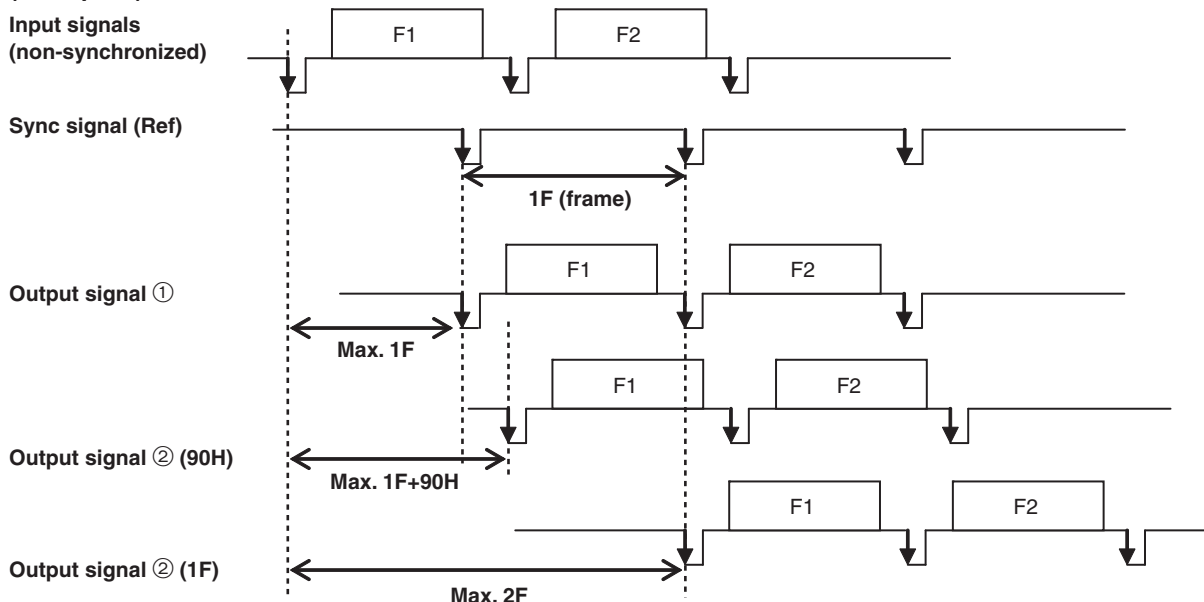 Input signals
(non-synchronized)
F1
F2
Sync signal (Ref)
1F (frame)
F1
F2
Output signal ①
Max. 1F
F1
F2
Output signal ② (90H)
Max. 1F+90H
F1
F2
Output signal ② (1F)
Max. 2F